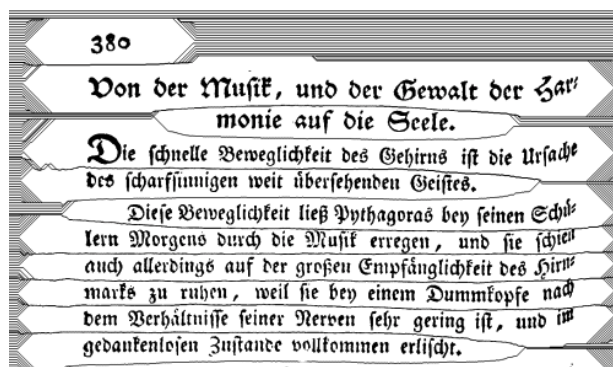 380
Von der Muſik, und der Gewalt der Har⸗
monie auf die Seele.
Die ſchnelle Beweglichkeit des Gehirns iſt die Urſache
des ſcharfſinnigen weit überſehenden Geiſtes.
Dieſe Beweglichkeit ließ Pythagoras bey ſeinen Schü⸗
lern Morgens durch die Muſik erregen, und ſie ſchien
auch allerdings auf der großen Empfänglichkeit des Hirn⸗
marks zu ruhen, weil ſie bey einem Dummkopfe nach
dem Verhältniſſe ſeiner Nerven ſehr gering iſt, und im
gedankenloſen Zuſtande vollkommen erliſcht.